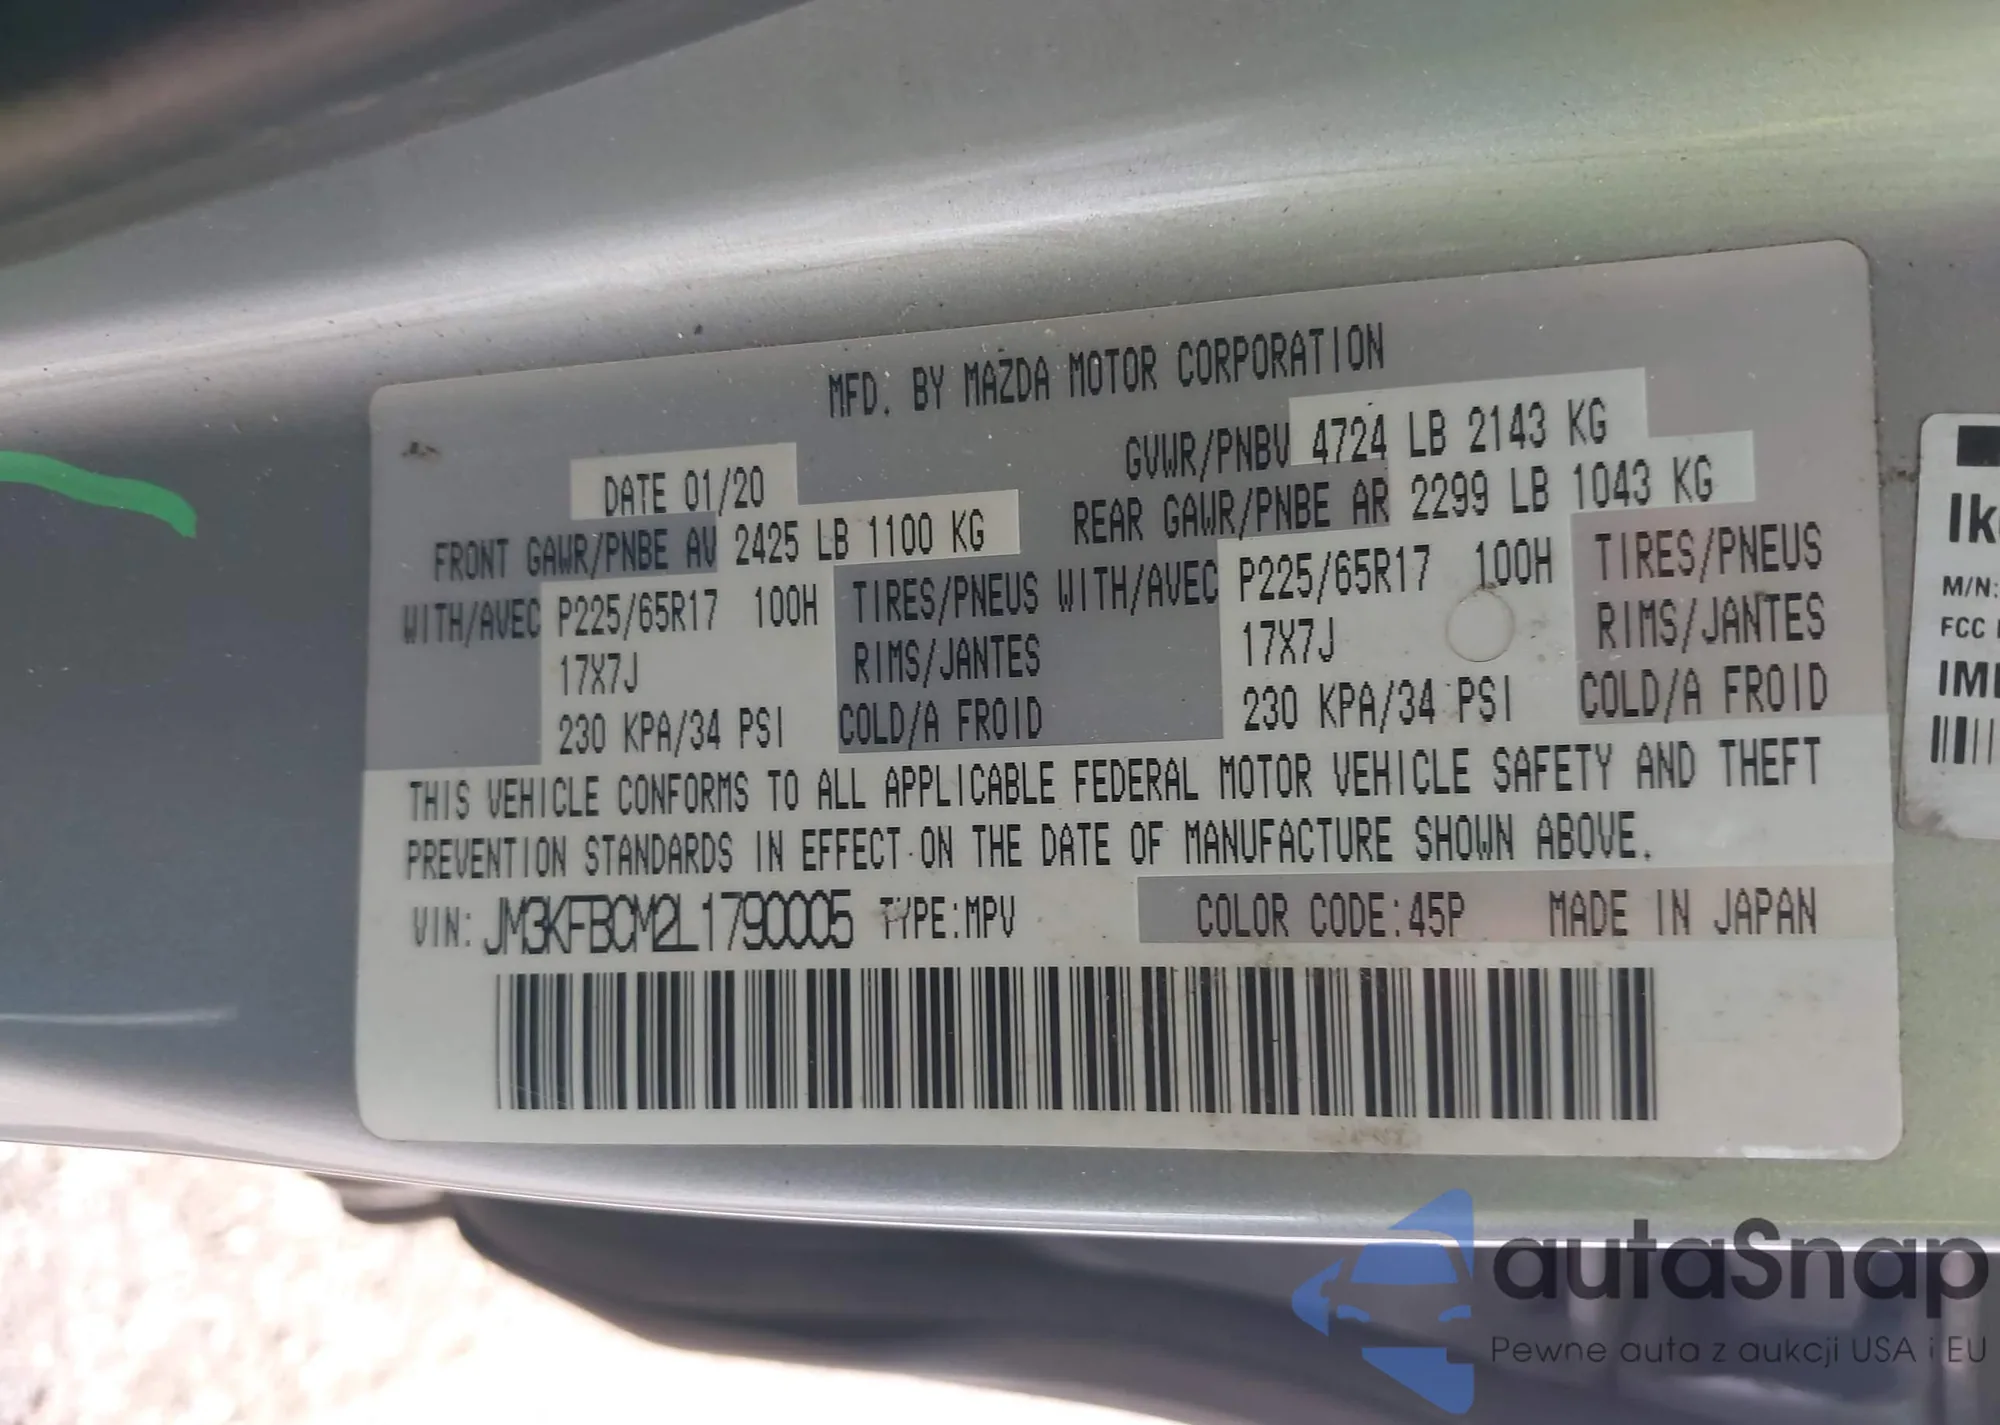 MFD. BY MAZDA MOTOR CORPORATION
DATE 01/20
GVWR/PNBV 4724 LB 2143 KG
FRONT GAWR/PNBE AV 2425 LB 1100 KG
REAR GAWR/PNBE AR 2299 LB 1043 KG
WITH/AVEC P225/65R17 100H TIRES/PNEUS WITH/AVEC P225/65R17 100H TIRES/PNEUS
17X7J RIMS/JANTES 17X7J RIMS/JANTES
230 KPA/34 PSI COLD/A FROID 230 KPA/34 PSI COLD/A FROID
THIS VEHICLE CONFORMS TO ALL APPLICABLE FEDERAL MOTOR VEHICLE SAFETY AND THEFT
PREVENTION STANDARDS IN EFFECT ON THE DATE OF MANUFACTURE SHOWN ABOVE.
VIN: JM3KFBCM2L1790005 TYPE:MPV COLOR CODE:45P MADE IN JAPAN
M/N:
FCC
autaSnap
Pewne auta z aukcji USA i EU